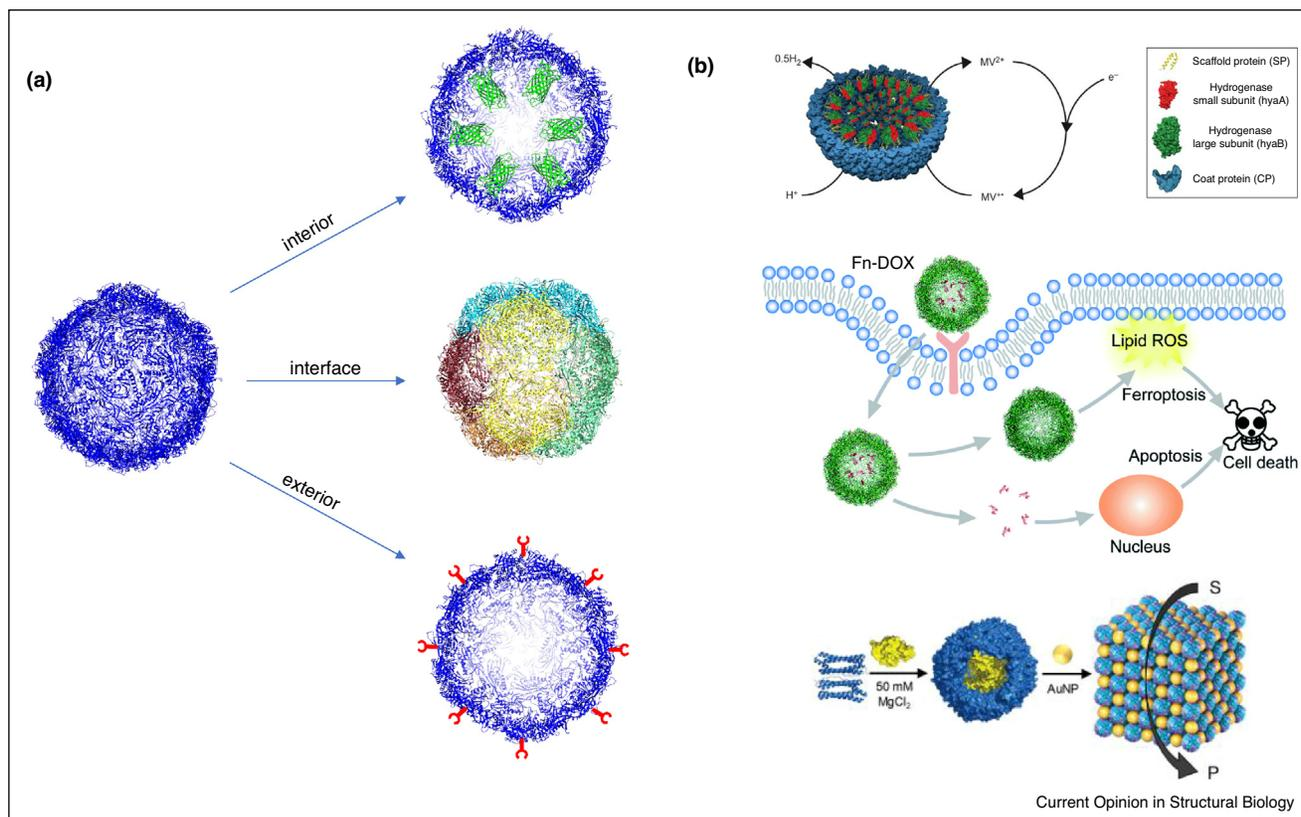 (a)
interior
interface
exterior
(b)
0.5H₂
MV²⁺
e⁻
H⁺
MV⁺•
Scaffold protein (SP)
Hydrogenase
small subunit (hyaA)
Hydrogenase
large subunit (hyaB)
Coat protein (CP)
Fn-DOX
Lipid ROS
Ferroptosis
Apoptosis
Cell death
Nucleus
50 mM
MgCl₂
AuNP
S
P
Current Opinion in Structural Biology